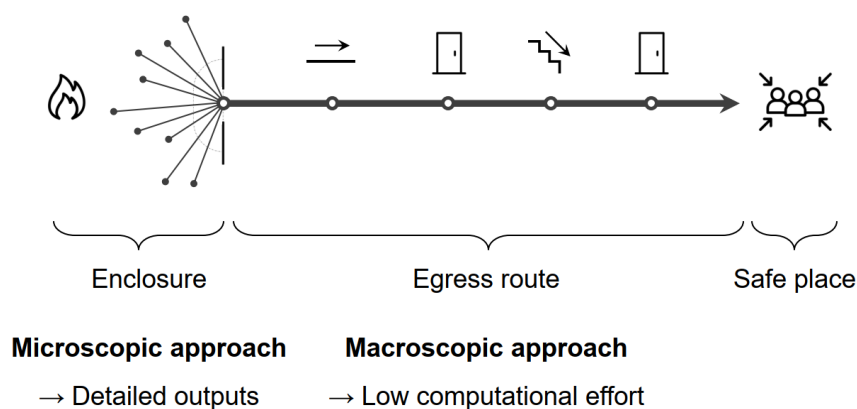 Enclosure Egress route Safe place
Microscopic approach Macroscopic approach
→ Detailed outputs → Low computational effort